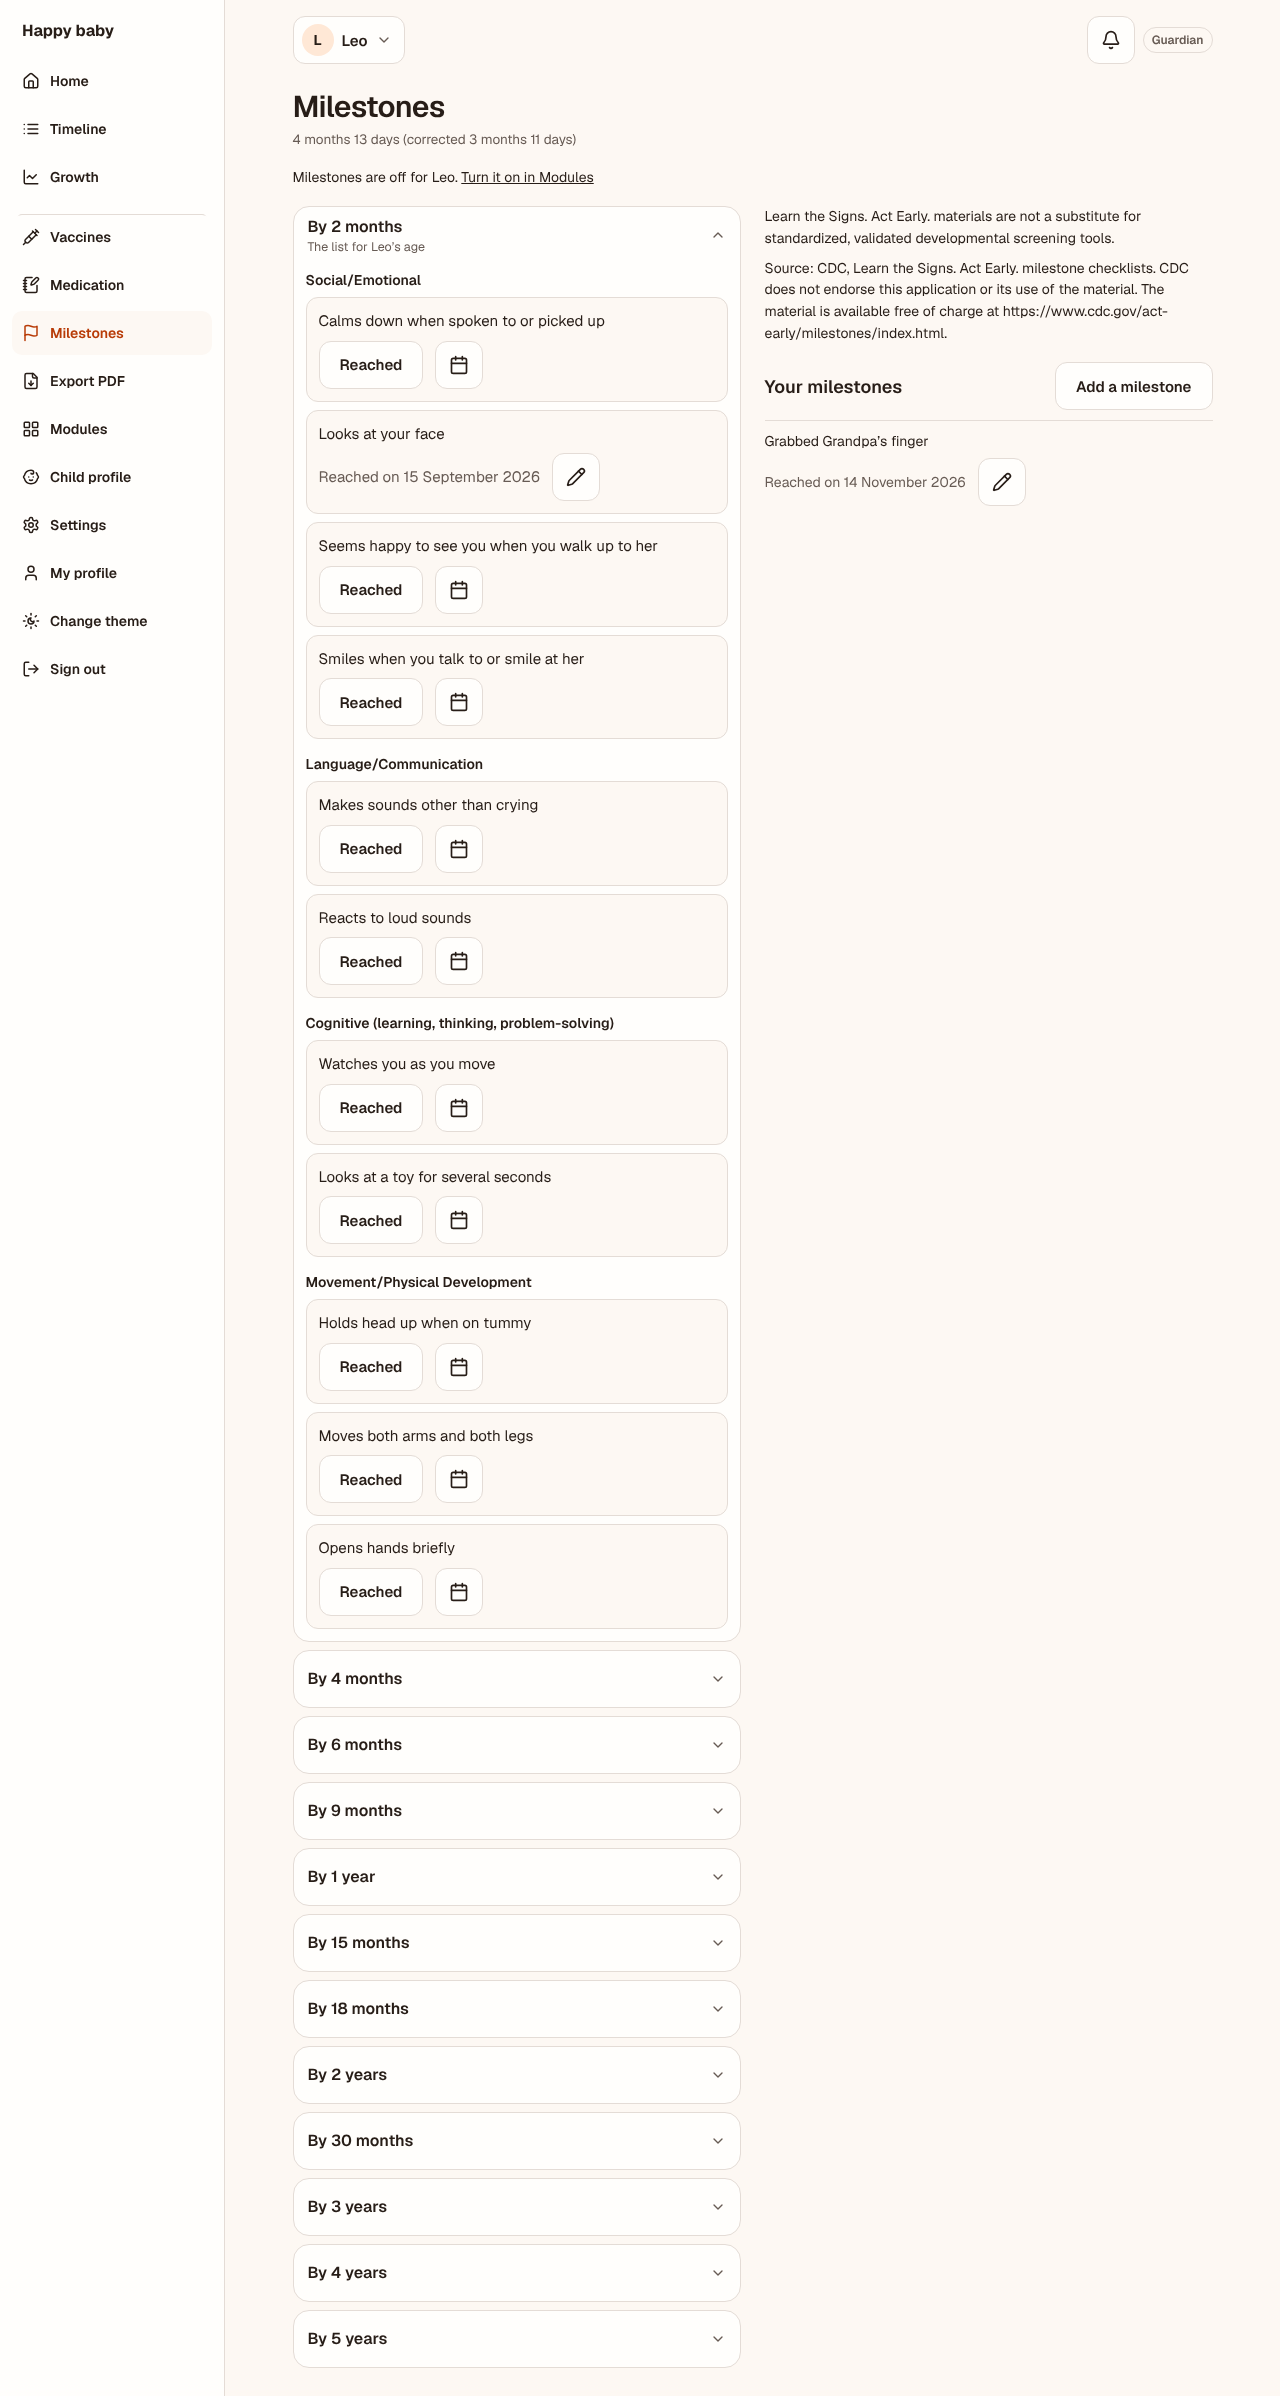 Happy baby
Home
Timeline
Growth
Vaccines
Medication
Milestones
Export PDF
Modules
Child profile
Settings
My profile
Change theme
Sign out
L Leo
Guardian
Milestones
4 months 13 days (corrected 3 months 11 days)
Milestones are off for Leo. Turn it on in Modules
By 2 months
The list for Leo's age
Social/Emotional
Calms down when spoken to or picked up
Reached
Looks at your face
Reached on 15 September 2026
Seems happy to see you when you walk up to her
Reached
Smiles when you talk to or smile at her
Reached
Language/Communication
Makes sounds other than crying
Reached
Reacts to loud sounds
Reached
Cognitive (learning, thinking, problem-solving)
Watches you as you move
Reached
Looks at a toy for several seconds
Reached
Movement/Physical Development
Holds head up when on tummy
Reached
Moves both arms and both legs
Reached
Opens hands briefly
Reached
By 4 months
By 6 months
By 9 months
By 1 year
By 15 months
By 18 months
By 2 years
By 30 months
By 3 years
By 4 years
By 5 years
Learn the Signs. Act Early. materials are not a substitute for
standardized, validated developmental screening tools.
Source: CDC, Learn the Signs. Act Early. milestone checklists. CDC
does not endorse this application or its use of the material. The
material is available free of charge at https://www.cdc.gov/act-
early/milestones/index.html.
Your milestones
Add a milestone
Grabbed Grandpa's finger
Reached on 14 November 2026